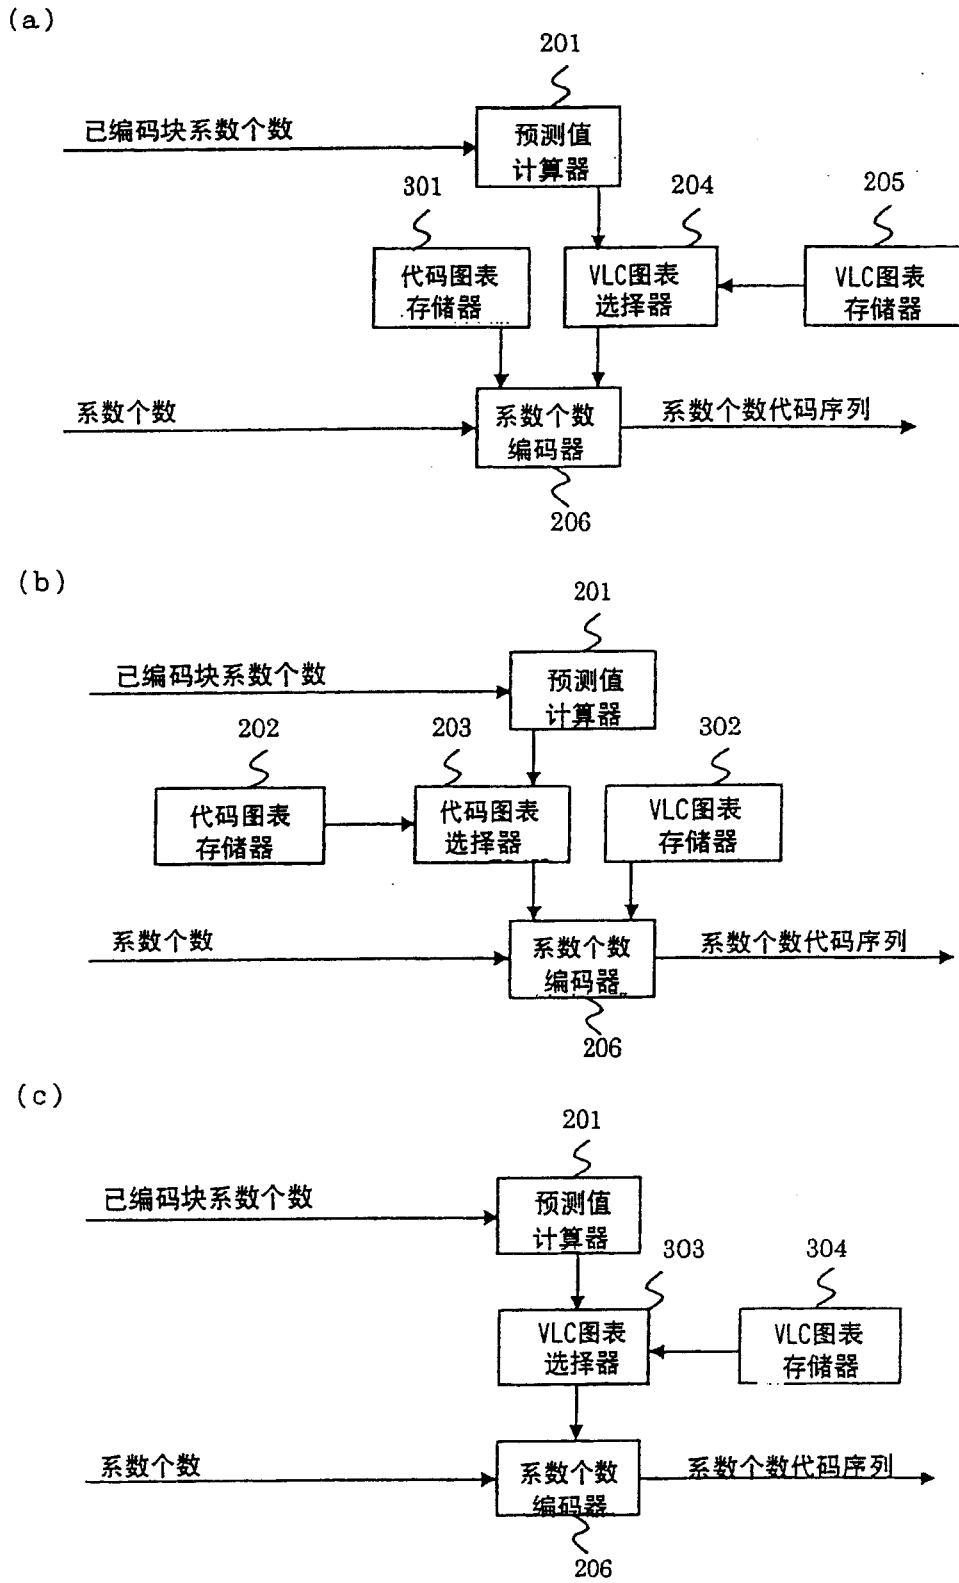 (a)
201
已编码块系数个数
预测值
计算器
301
204
205
代码图表
存储器
VLC图表
选择器
VLC图表
存储器
系数个数
系数个数
编码器
系数个数代码序列
206
(b)
201
已编码块系数个数
预测值
计算器
202
203
302
代码图表
存储器
代码图表
选择器
VLC图表
存储器
系数个数
系数个数
编码器
系数个数代码序列
206
(c)
201
已编码块系数个数
预测值
计算器
303
304
VLC图表
选择器
VLC图表
存储器
系数个数
系数个数
编码器
系数个数代码序列
206